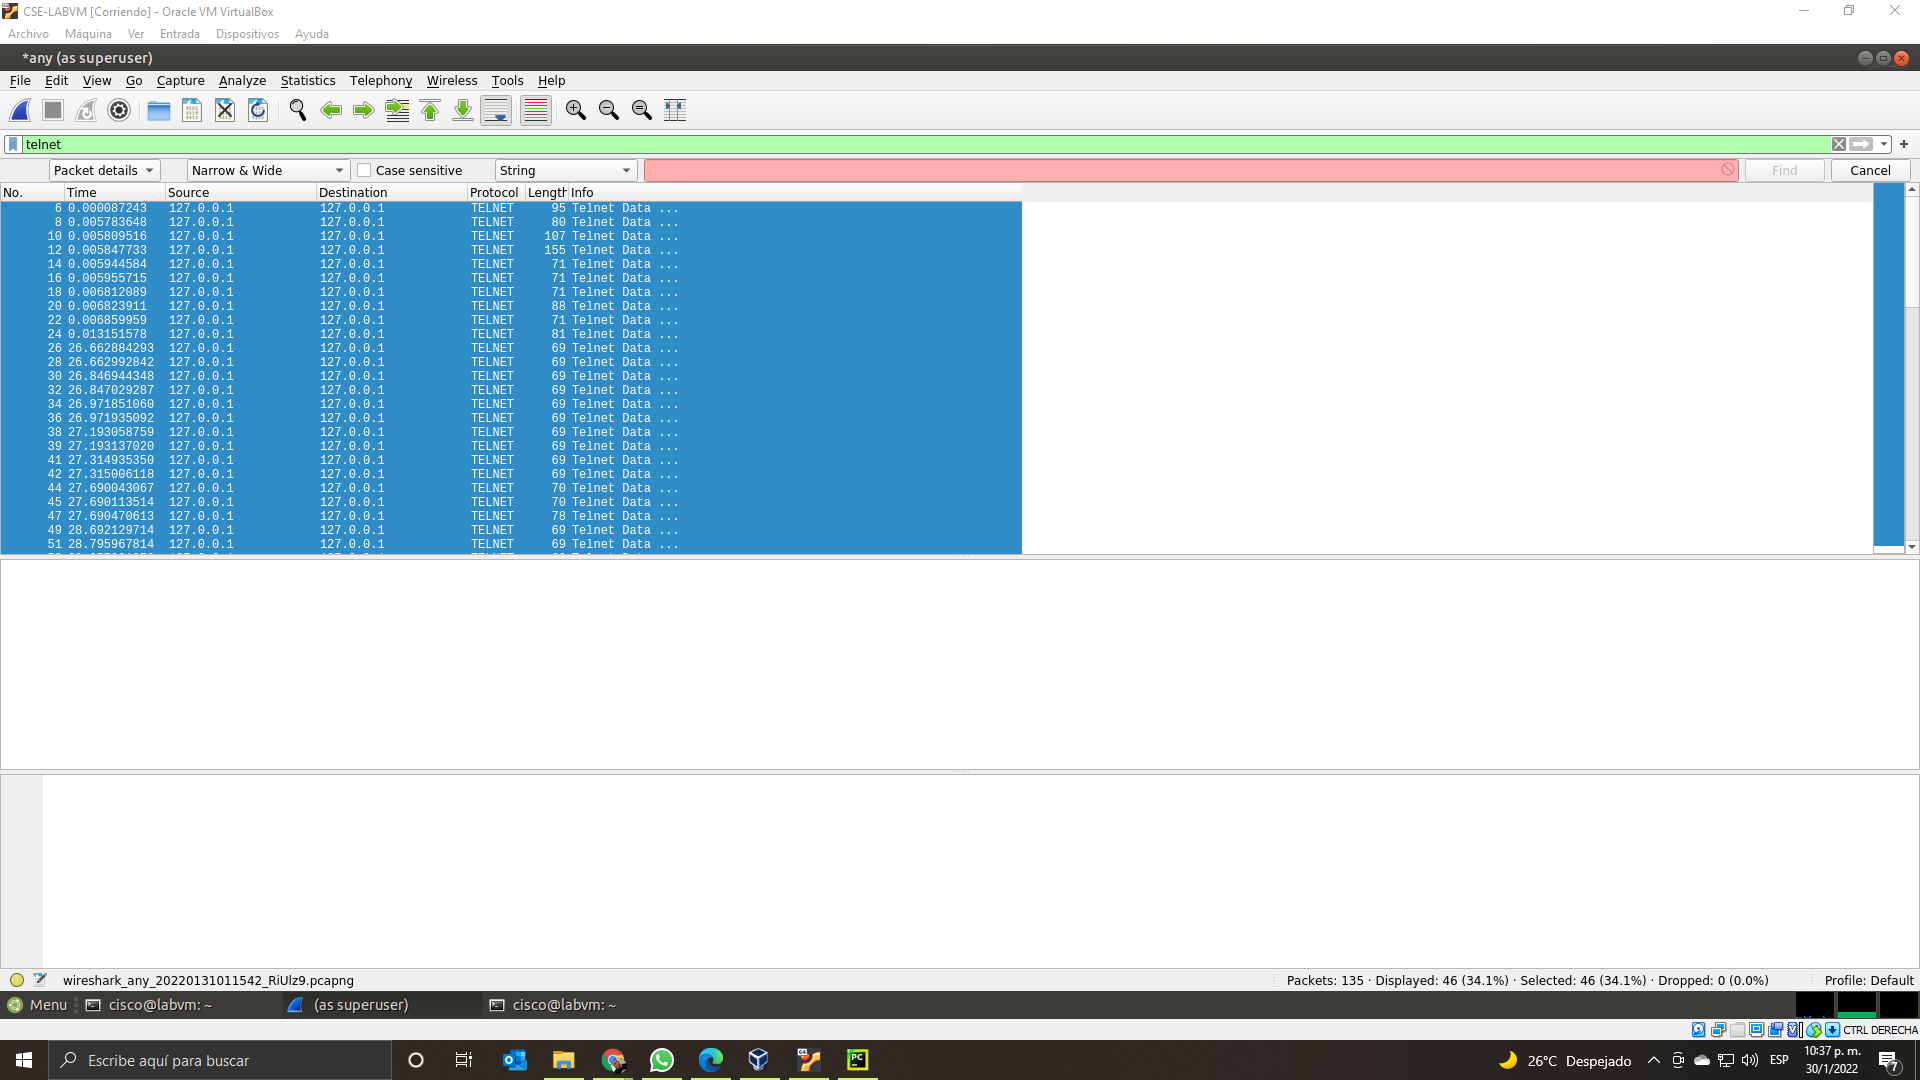 CSE-LABVM [Corriendo] - Oracle VM VirtualBox
Archivo Máquina Ver Entrada Dispositivos Ayuda
*any (as superuser)
File Edit View Go Capture Analyze Statistics Telephony Wireless Tools Help
telnet
Packet details Narrow & Wide Case sensitive String Find Cancel
No. Time Source Destination Protocol Length Info
6 0.000087243 127.0.0.1 127.0.0.1 TELNET 95 Telnet Data ...
8 0.005783648 127.0.0.1 127.0.0.1 TELNET 80 Telnet Data ...
10 0.005809516 127.0.0.1 127.0.0.1 TELNET 107 Telnet Data ...
12 0.005847733 127.0.0.1 127.0.0.1 TELNET 155 Telnet Data ...
14 0.005944584 127.0.0.1 127.0.0.1 TELNET 71 Telnet Data ...
16 0.005955715 127.0.0.1 127.0.0.1 TELNET 71 Telnet Data ...
18 0.006812089 127.0.0.1 127.0.0.1 TELNET 71 Telnet Data ...
20 0.006823911 127.0.0.1 127.0.0.1 TELNET 88 Telnet Data ...
22 0.006859959 127.0.0.1 127.0.0.1 TELNET 71 Telnet Data ...
24 0.013151578 127.0.0.1 127.0.0.1 TELNET 81 Telnet Data ...
26 26.662884293 127.0.0.1 127.0.0.1 TELNET 69 Telnet Data ...
28 26.662992842 127.0.0.1 127.0.0.1 TELNET 69 Telnet Data ...
30 26.846944348 127.0.0.1 127.0.0.1 TELNET 69 Telnet Data ...
32 26.847029287 127.0.0.1 127.0.0.1 TELNET 69 Telnet Data ...
34 26.971851060 127.0.0.1 127.0.0.1 TELNET 69 Telnet Data ...
36 26.971935092 127.0.0.1 127.0.0.1 TELNET 69 Telnet Data ...
38 27.193058759 127.0.0.1 127.0.0.1 TELNET 69 Telnet Data ...
39 27.193137020 127.0.0.1 127.0.0.1 TELNET 69 Telnet Data ...
41 27.314935350 127.0.0.1 127.0.0.1 TELNET 69 Telnet Data ...
42 27.315006118 127.0.0.1 127.0.0.1 TELNET 69 Telnet Data ...
44 27.690043067 127.0.0.1 127.0.0.1 TELNET 70 Telnet Data ...
45 27.690113514 127.0.0.1 127.0.0.1 TELNET 70 Telnet Data ...
47 27.690470613 127.0.0.1 127.0.0.1 TELNET 78 Telnet Data ...
49 28.692129714 127.0.0.1 127.0.0.1 TELNET 69 Telnet Data ...
51 28.795967814 127.0.0.1 127.0.0.1 TELNET 69 Telnet Data ...
wireshark_any_20220131011542_RiUlz9.pcapng Packets: 135 · Displayed: 46 (34.1%) · Selected: 46 (34.1%) · Dropped: 0 (0.0%) Profile: Default
Menu cisco@labvm: ~ (as superuser) cisco@labvm: ~
CTRL DERECHA
Escribe aquí para buscar 26°C Despejado ESP 10:37 p. m.
30/1/2022 7